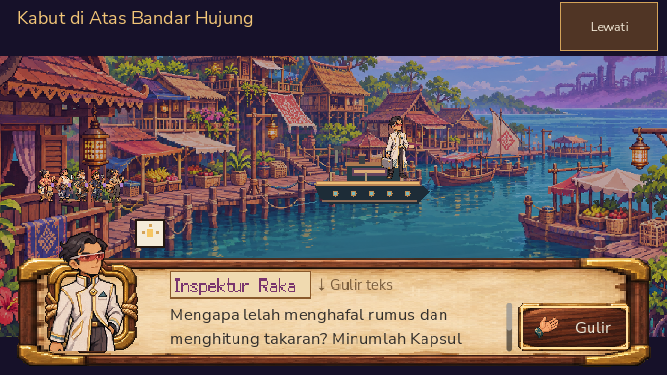 Kabut di Atas Bandar Hujung
Lewati
Inspektur Raka
↓ Gulir teks
Mengapa lelah menghafal rumus dan
menghitung takaran? Minumlah Kapsul
Gulir